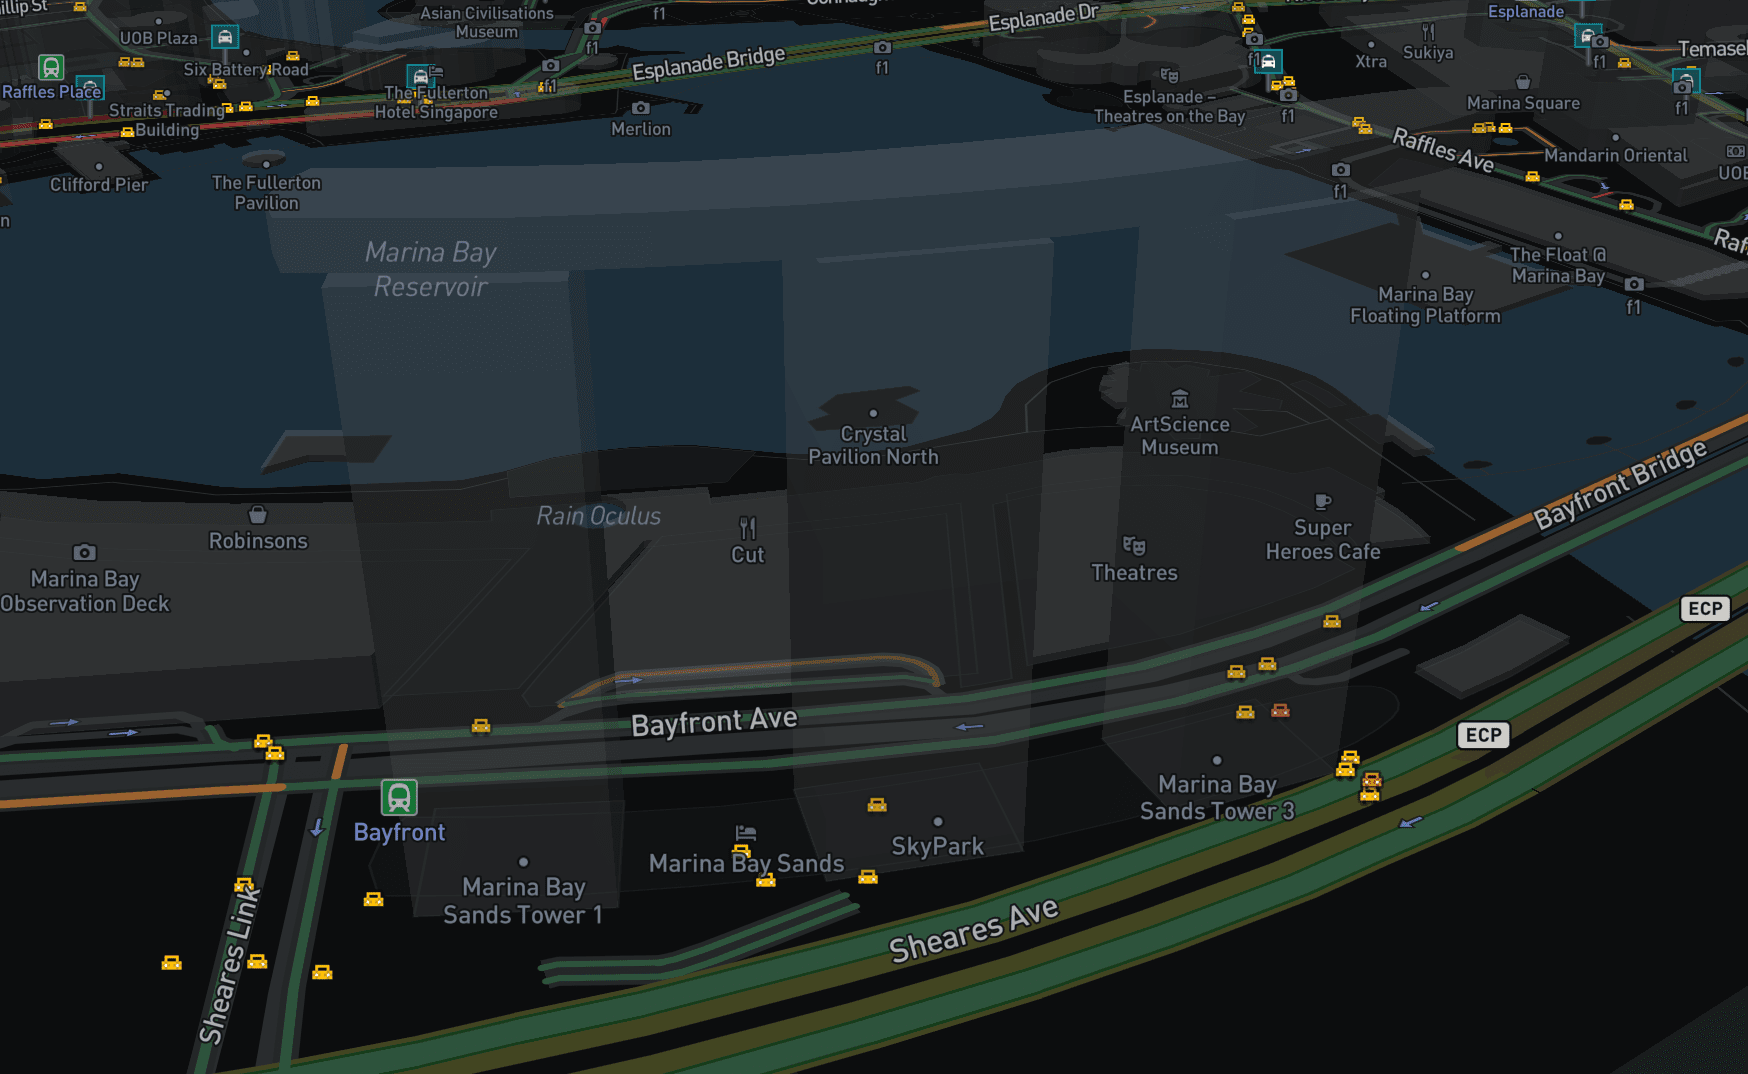 Esplanade Dr
Esplanade
Asian Civilisations
Museum
f1
UOB Plaza
f1
Sukiya
Xtra
f1
Six Battery Road
Esplanade Bridge
f1
f1
Raffles Place
The Fullerton
Hotel Singapore
f1
Straits Trading
Building
Merlion
Esplanade –
Theatres on the Bay
f1
Marina Square
f1
Raffles Ave
Mandarin Oriental
Clifford Pier
The Fullerton
Pavilion
f1
Marina Bay
Reservoir
The Float @
Marina Bay
Marina Bay
Floating Platform
f1
Crystal
Pavilion North
ArtScience
Museum
Bayfront Bridge
Rain Oculus
Robinsons
Cut
Super
Heroes Cafe
Theatres
Marina Bay
Observation Deck
ECP
Bayfront Ave
ECP
Bayfront
Marina Bay
Sands Tower 3
SkyPark
Marina Bay Sands
Marina Bay
Sands Tower 1
Sheares Link
Sheares Ave